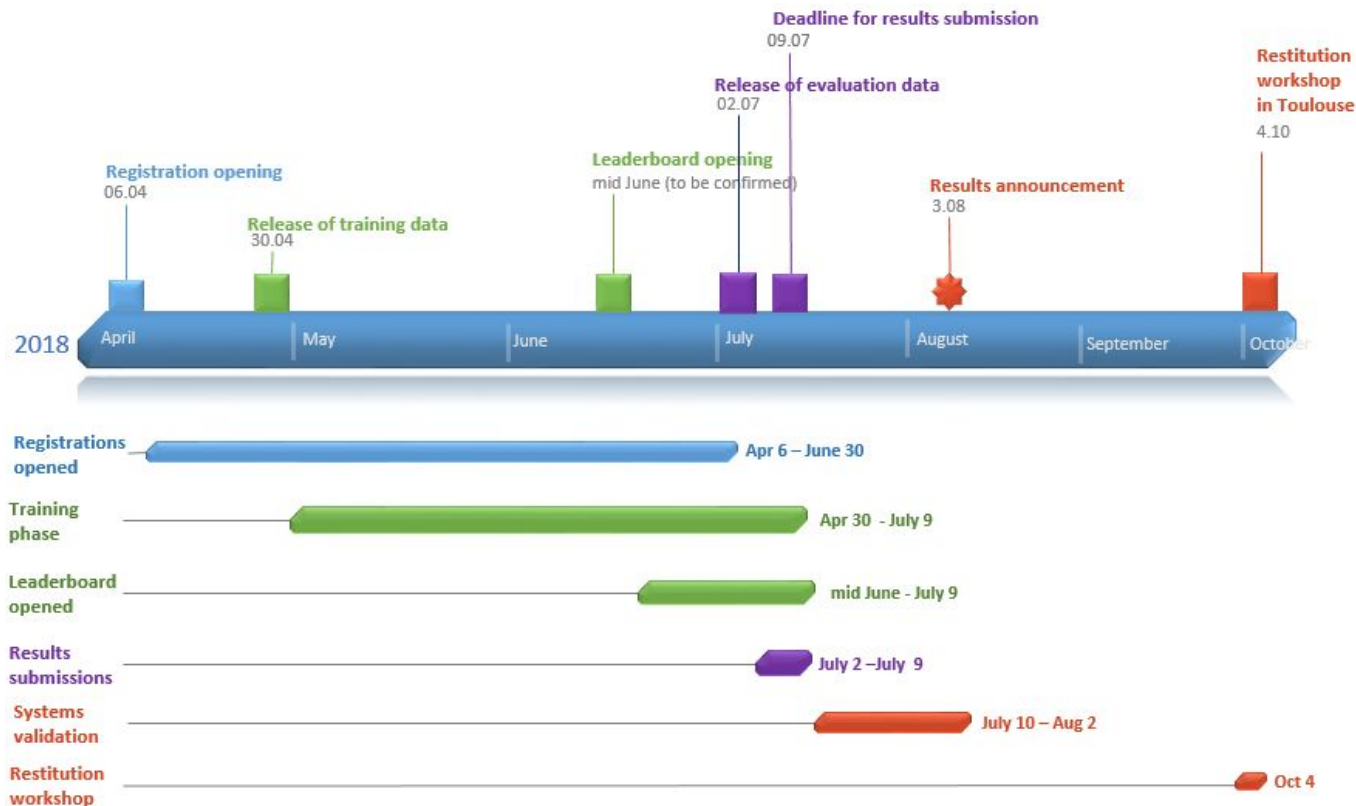 Deadline for results submission
09.07
Release of evaluation data
02.07
Restitution
workshop
in Toulouse
4.10
Leaderboard opening
mid June (to be confirmed)
Registration opening
06.04
Results announcement
3.08
Release of training data
30.04
2018
April
May
June
July
August
September
October
Registrations
opened
Apr 6 – June 30
Training
phase
Apr 30 - July 9
Leaderboard
opened
mid June - July 9
Results
submissions
July 2 –July 9
Systems
validation
July 10 – Aug 2
Restitution
workshop
Oct 4